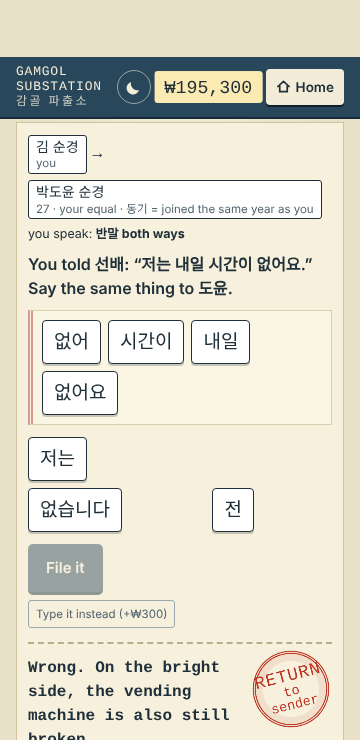 GAMGOL
SUBSTATION
감골 파출소
₩195,300
Home
김 순경
you
→
박도윤 순경
27 · your equal · 동기 = joined the same year as you
you speak: 반말 both ways
You told 선배: “저는 내일 시간이 없어요.”
Say the same thing to 도윤.
없어 시간이 내일
없어요
저는
없습니다 전
File it
Type it instead (+₩300)
Wrong. On the bright
side, the vending
machine is also still
broken
RETURN
to
sender